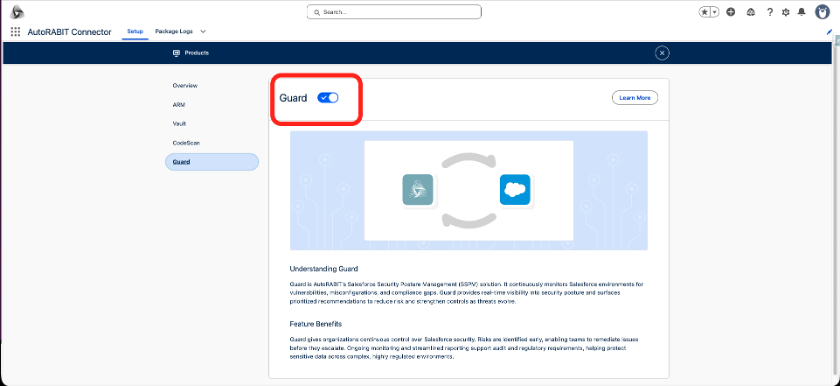 Search...
AutoRABIT Connector
Setup
Package Logs
Products
Overview
ARM
Vault
CodeScan
Guard
Guard
Learn More
Understanding Guard
Guard is AutoRABIT's Salesforce Security Posture Management (SSPM) solution. It continuously monitors Salesforce environments for
vulnerabilities, misconfigurations, and compliance gaps. Guard provides real-time visibility into security posture and surfaces
prioritized recommendations to reduce risk and strengthen controls as threats evolve.
Feature Benefits
Guard gives organizations continuous control over Salesforce security. Risks are identified early, enabling teams to remediate issues
before they escalate. Ongoing monitoring and streamlined reporting support audit and regulatory requirements, helping protect
sensitive data across complex, highly regulated environments.